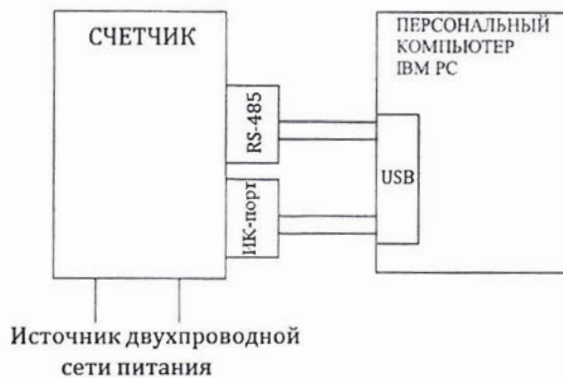 СЧЕТЧИК
ПЕРСОНАЛЬНЫЙ
КОМПЬЮТЕР
IBM PC
RS-485
USB
ИК-порт
Источник двухпроводной
сети питания